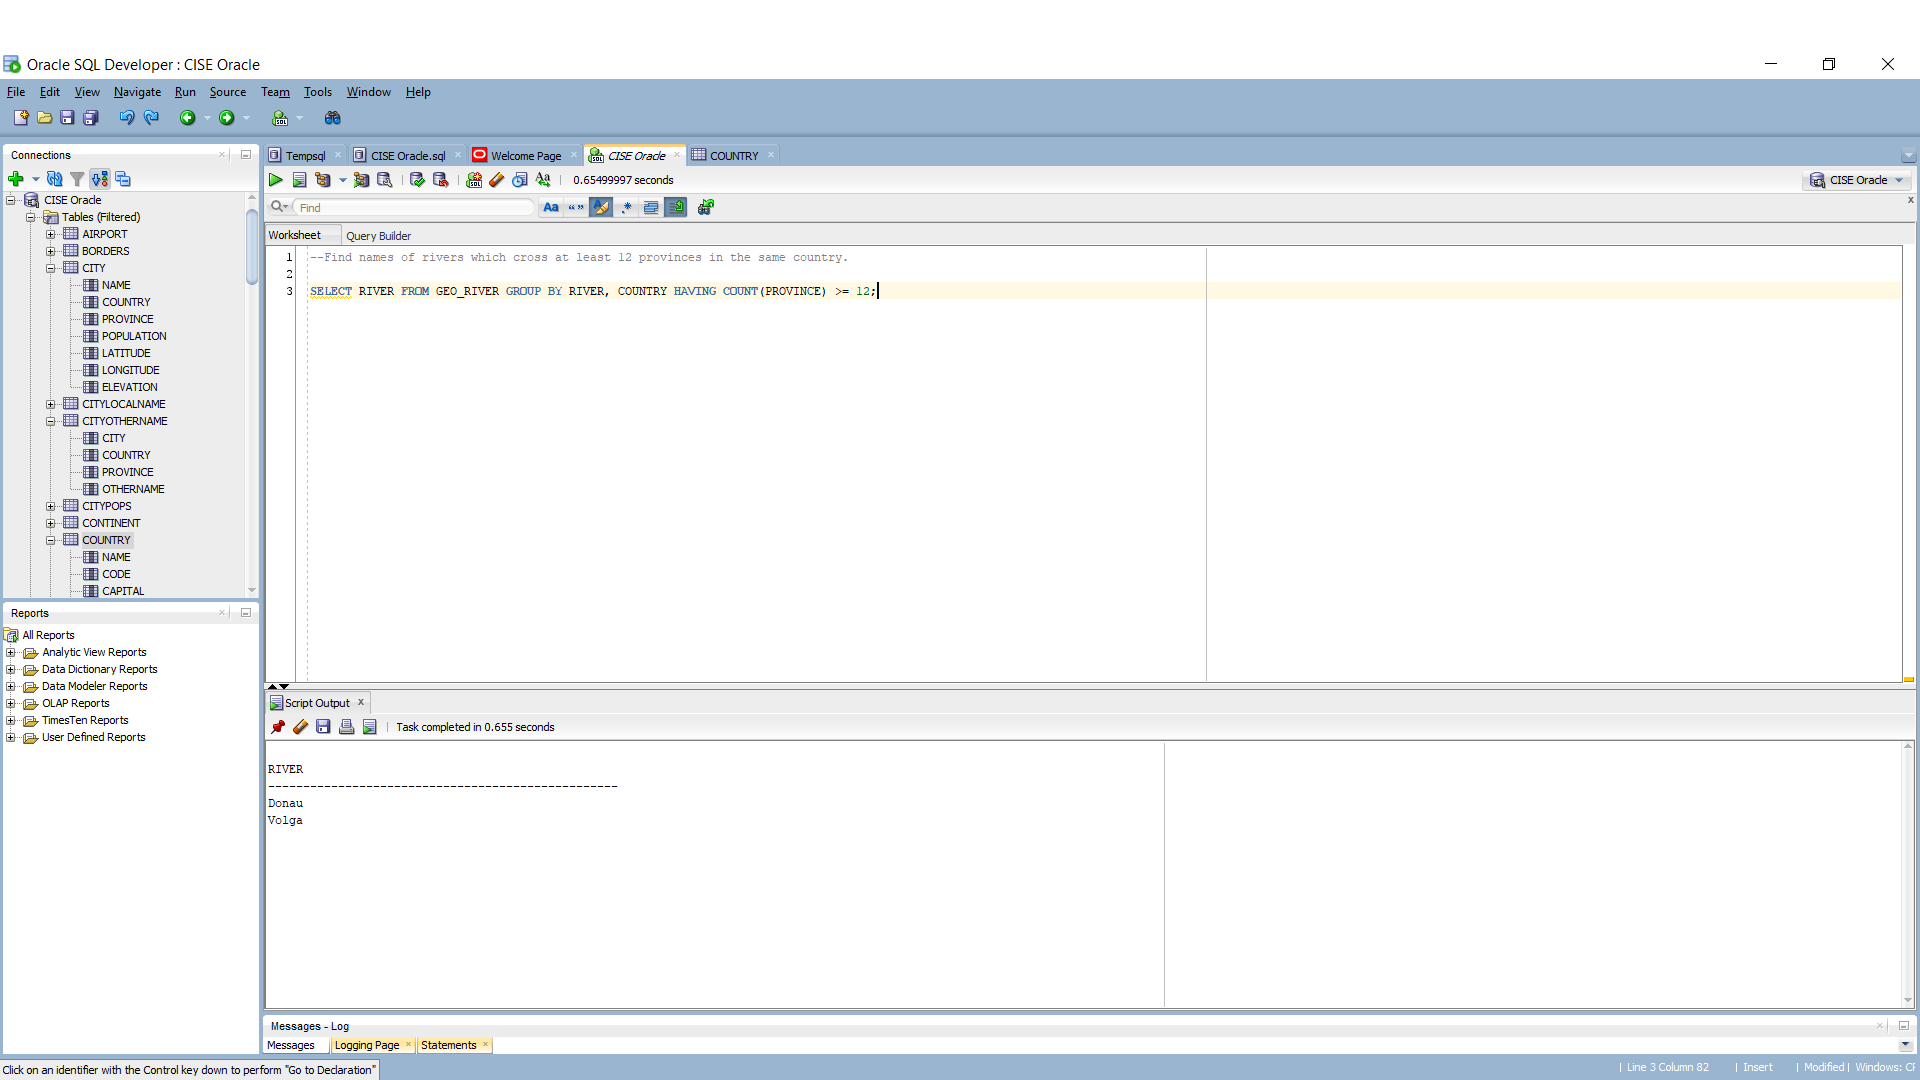 Oracle SQL Developer : CISE Oracle
File Edit View Navigate Run Source Team Tools Window Help
Connections
CISE Oracle
Tables (Filtered)
AIRPORT
BORDERS
CITY
NAME
COUNTRY
PROVINCE
POPULATION
LATITUDE
LONGITUDE
ELEVATION
CITYLOCALNAME
CITYOTHERNAME
CITY
COUNTRY
PROVINCE
OTHERNAME
CITYPOPS
CONTINENT
COUNTRY
NAME
CODE
CAPITAL
Reports
All Reports
Analytic View Reports
Data Dictionary Reports
Data Modeler Reports
OLAP Reports
TimesTen Reports
User Defined Reports
Tempsql CISE Oracle.sql Welcome Page CISE Oracle COUNTRY
0.65499997 seconds CISE Oracle
Find Aa “” .* x
Worksheet Query Builder
1 --Find names of rivers which cross at least 12 provinces in the same country.
2
3 SELECT RIVER FROM GEO_RIVER GROUP BY RIVER, COUNTRY HAVING COUNT(PROVINCE) >= 12;
Script Output x
Task completed in 0.655 seconds
RIVER
--------------------------------------------------
Donau
Volga
Messages - Log
Messages Logging Page Statements
Click on an identifier with the Control key down to perform "Go to Declaration" | Line 3 Column 82 | Insert | Modified | Windows: CF